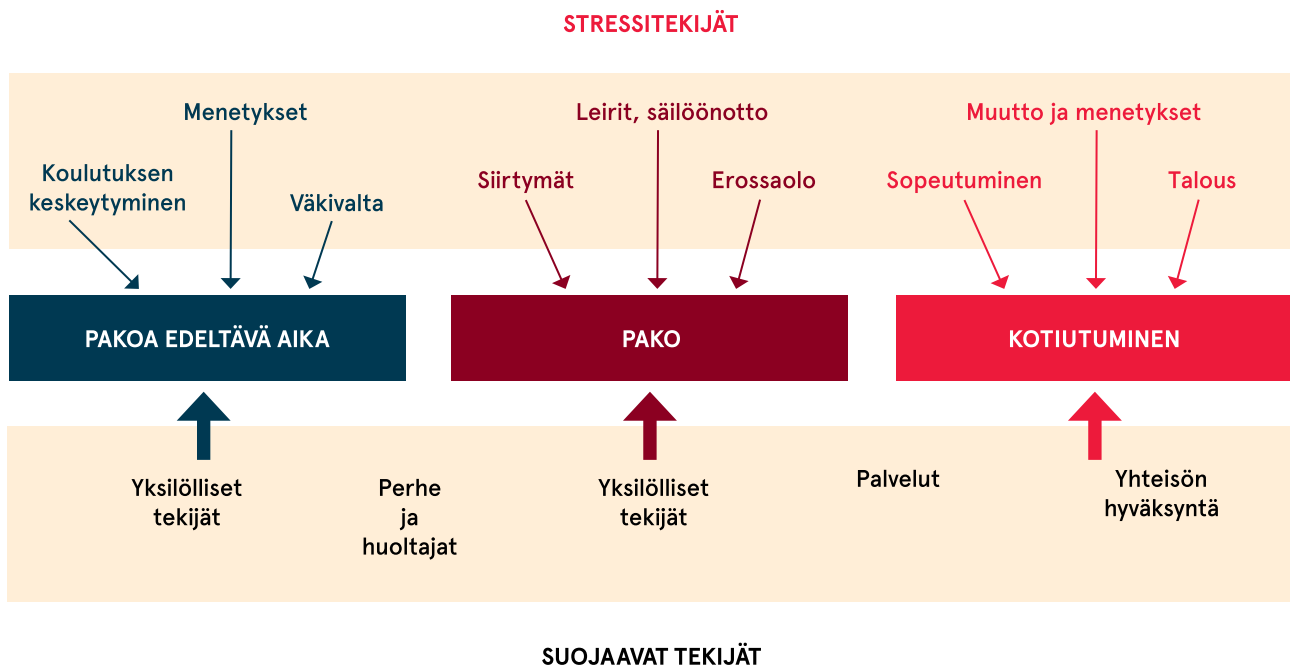 STRESSITEKIJÄT
Menetykset
Koulutuksen
keskeytyminen
Väkivalta
Leirit, säilöönotto
Siirtymät
Erossaolo
Muutto ja menetykset
Sopeutuminen
Talous
PAKOA EDELTÄVÄ AIKA
PAKO
KOTIUTUMINEN
Yksilölliset
tekijät
Perhe
ja
huoltajat
Yksilölliset
tekijät
Palvelut
Yhteisön
hyväksyntä
SUOJAAVAT TEKIJÄT